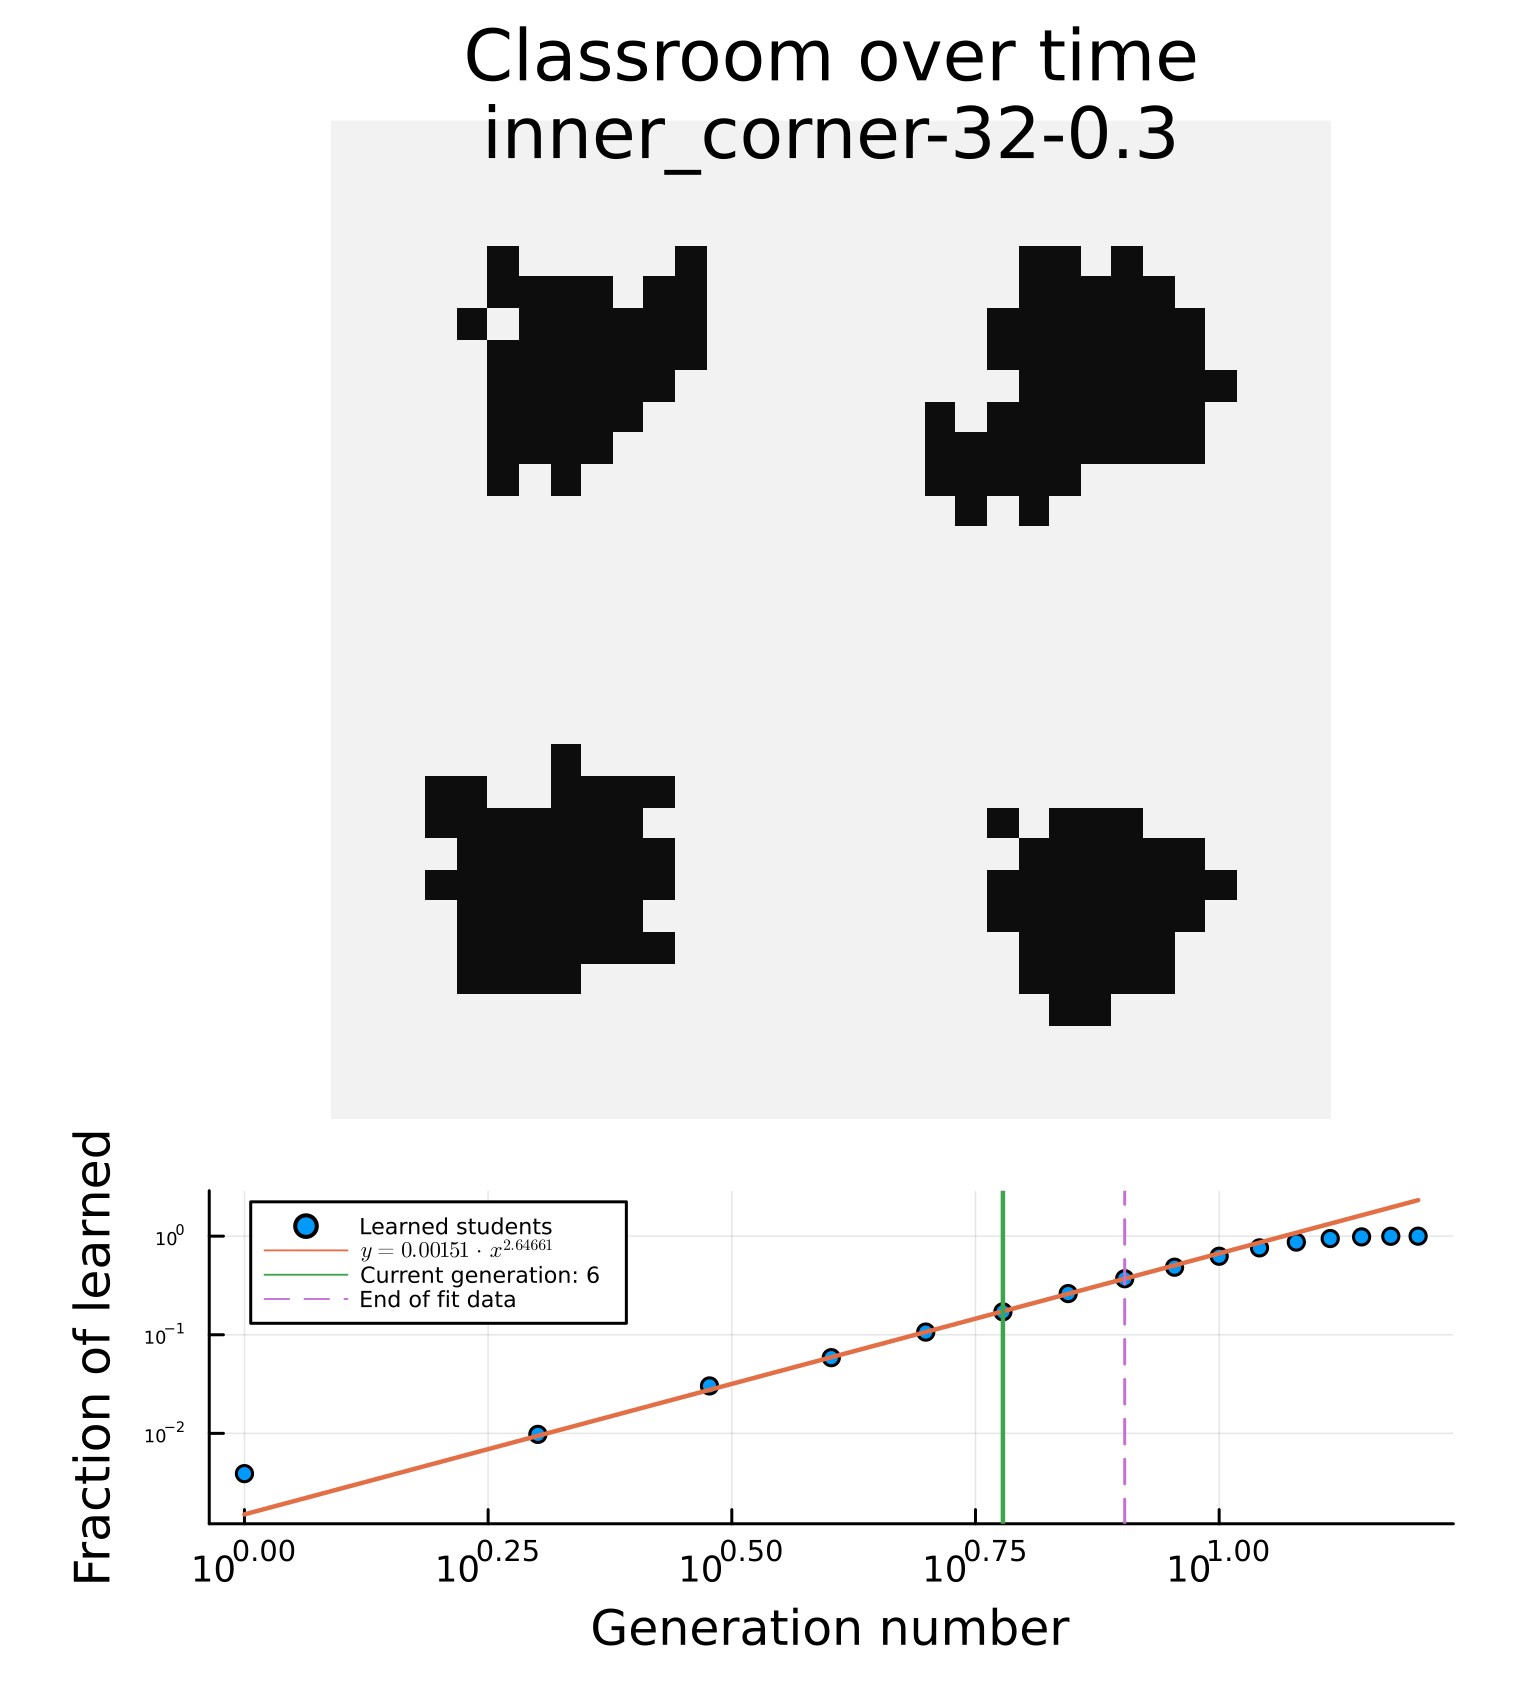 Classroom over time
inner_corner-32-0.3
Fraction of learned
Learned students
y = 0.00151 · x^2.64661
Current generation: 6
End of fit data
10^0
10^−1
10^−2
10^0.00 10^0.25 10^0.50 10^0.75 10^1.00
Generation number